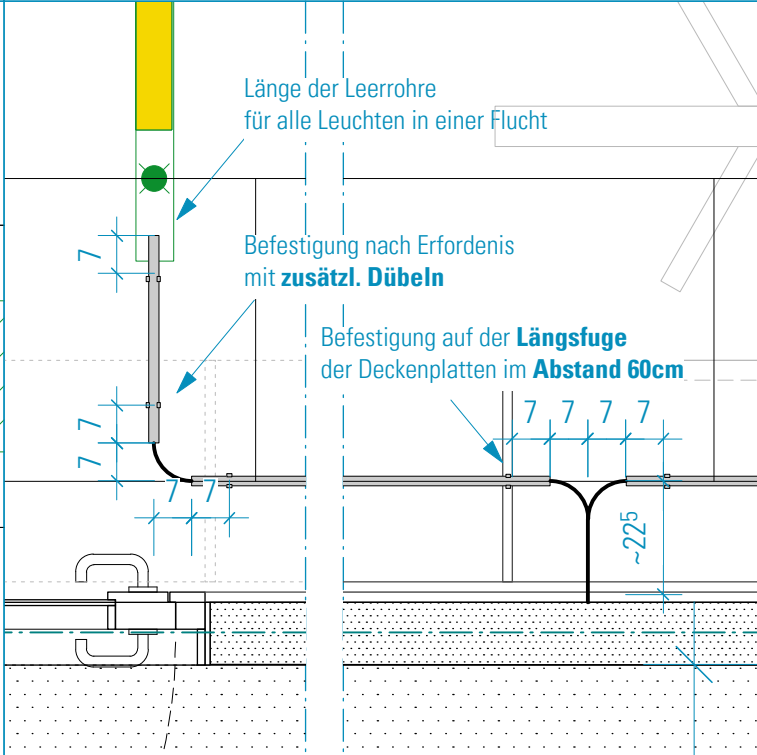 Länge der Leerrohre
für alle Leuchten in einer Flucht
7
Befestigung nach Erfordenis
mit zusätzl. Dübeln
Befestigung auf der Längsfuge
der Deckenplatten im Abstand 60cm
7 7 7 7
7
7
7 7
~22⁵